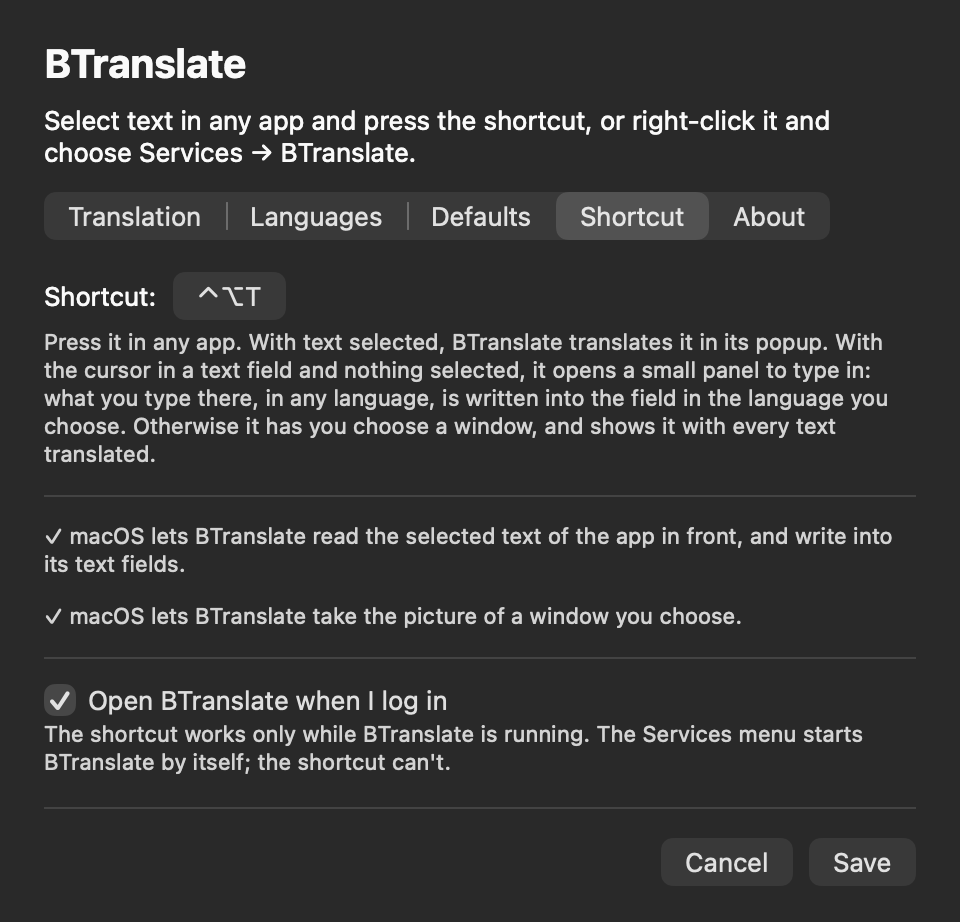 BTranslate
Select text in any app and press the shortcut, or right-click it and
choose Services → BTranslate.
Translation
Languages
Defaults
Shortcut
About
Shortcut:
⌃⌥T
Press it in any app. With text selected, BTranslate translates it in its popup. With
the cursor in a text field and nothing selected, it opens a small panel to type in:
what you type there, in any language, is written into the field in the language you
choose. Otherwise it has you choose a window, and shows it with every text
translated.
✓ macOS lets BTranslate read the selected text of the app in front, and write into
its text fields.
✓ macOS lets BTranslate take the picture of a window you choose.
Open BTranslate when I log in
The shortcut works only while BTranslate is running. The Services menu starts
BTranslate by itself; the shortcut can't.
Cancel
Save